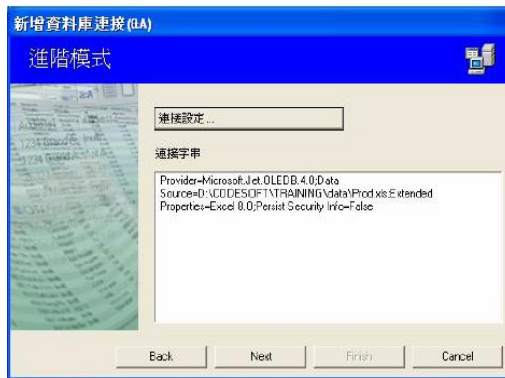 新增資料庫連接(GLA)
進階模式
連接設定...
連接字串
Provider=Microsoft.Jet.OLEDB.4.0;Data
Source=D:\CODESOFT\TRAINING\data\Prod.xls;Extended
Properties=Excel 8.0;Persist Security Info=False
Back Next Finish Cancel